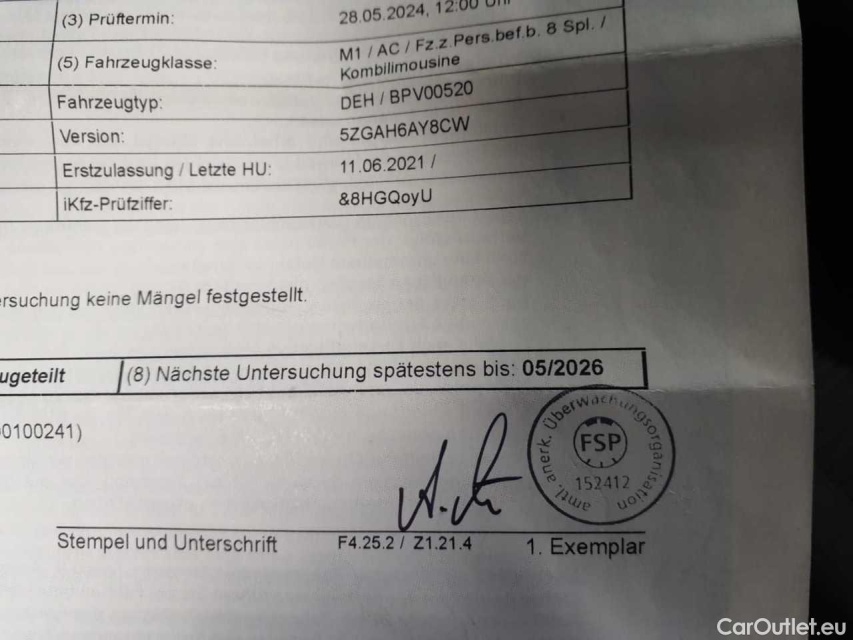 (3) Prüftermin: 28.05.2024, 12:00 Uhr
(5) Fahrzeugklasse: M1 / AC / Fz.z.Pers.bef.b. 8 Spl. /
Kombilimousine
Fahrzeugtyp: DEH / BPV00520
Version: 5ZGAH6AY8CW
Erstzulassung / Letzte HU: 11.06.2021 /
iKfz-Prüfziffer: &8HGQoyU
ersuchung keine Mängel festgestellt.
ugeteilt (8) Nächste Untersuchung spätestens bis: 05/2026
00100241)
amtl. anerk. Überwachungsorganisation
FSP
152412
Stempel und Unterschrift F4.25.2 / Z1.21.4 1. Exemplar
CarOutlet.eu